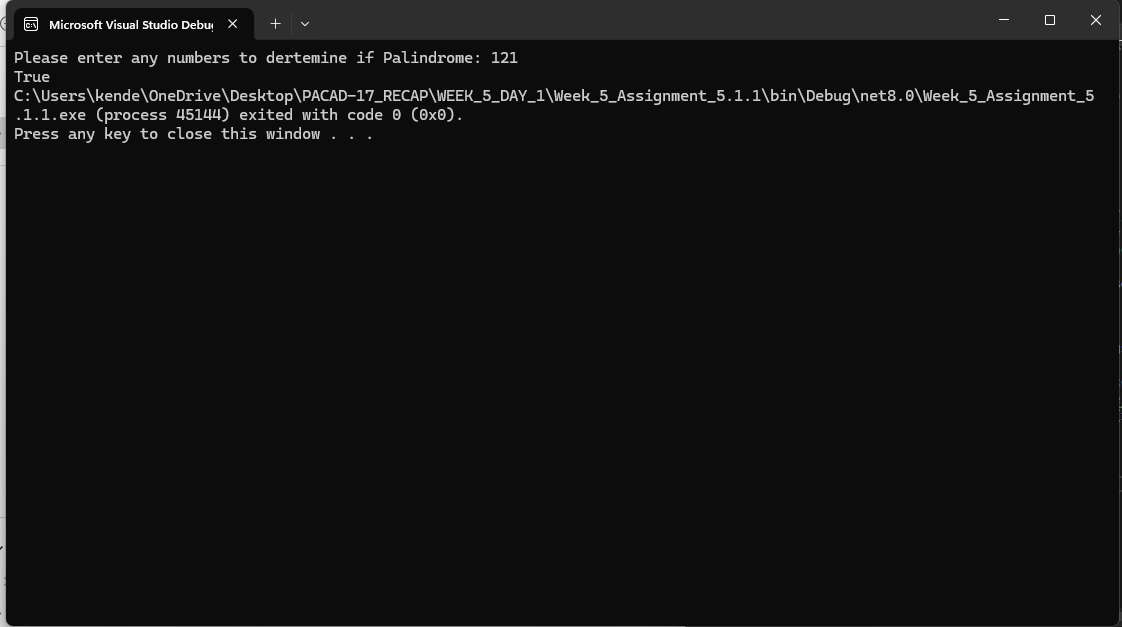 Microsoft Visual Studio Debu
Please enter any numbers to dertemine if Palindrome: 121
True
C:\Users\kende\OneDrive\Desktop\PACAD-17_RECAP\WEEK_5_DAY_1\Week_5_Assignment_5.1.1\bin\Debug\net8.0\Week_5_Assignment_5
.1.1.exe (process 45144) exited with code 0 (0x0).
Press any key to close this window . . .